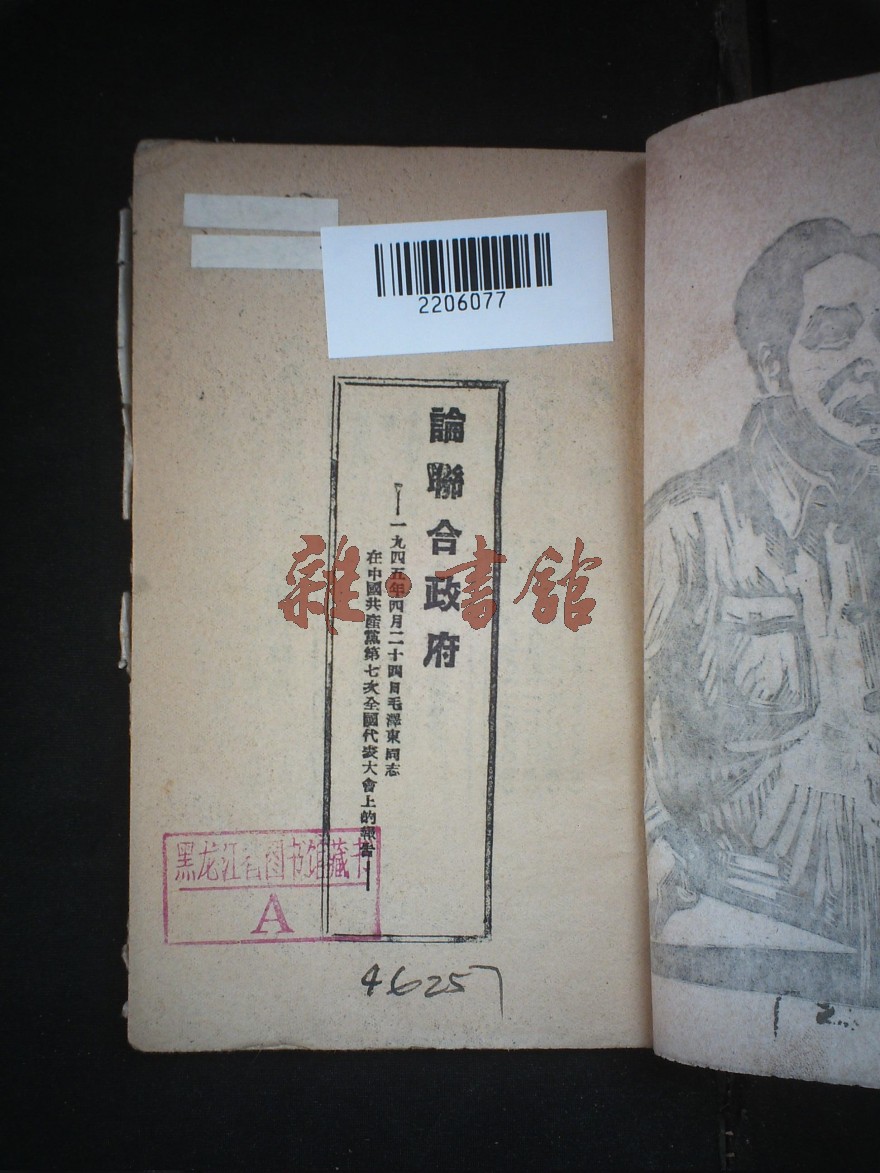 2206077
論聯合政府
——一九四五年四月二十四日毛澤東同志
在中國共產黨第七次全國代表大會上的報告——
雜·書館
黑龙江省图书馆藏书
A
46257